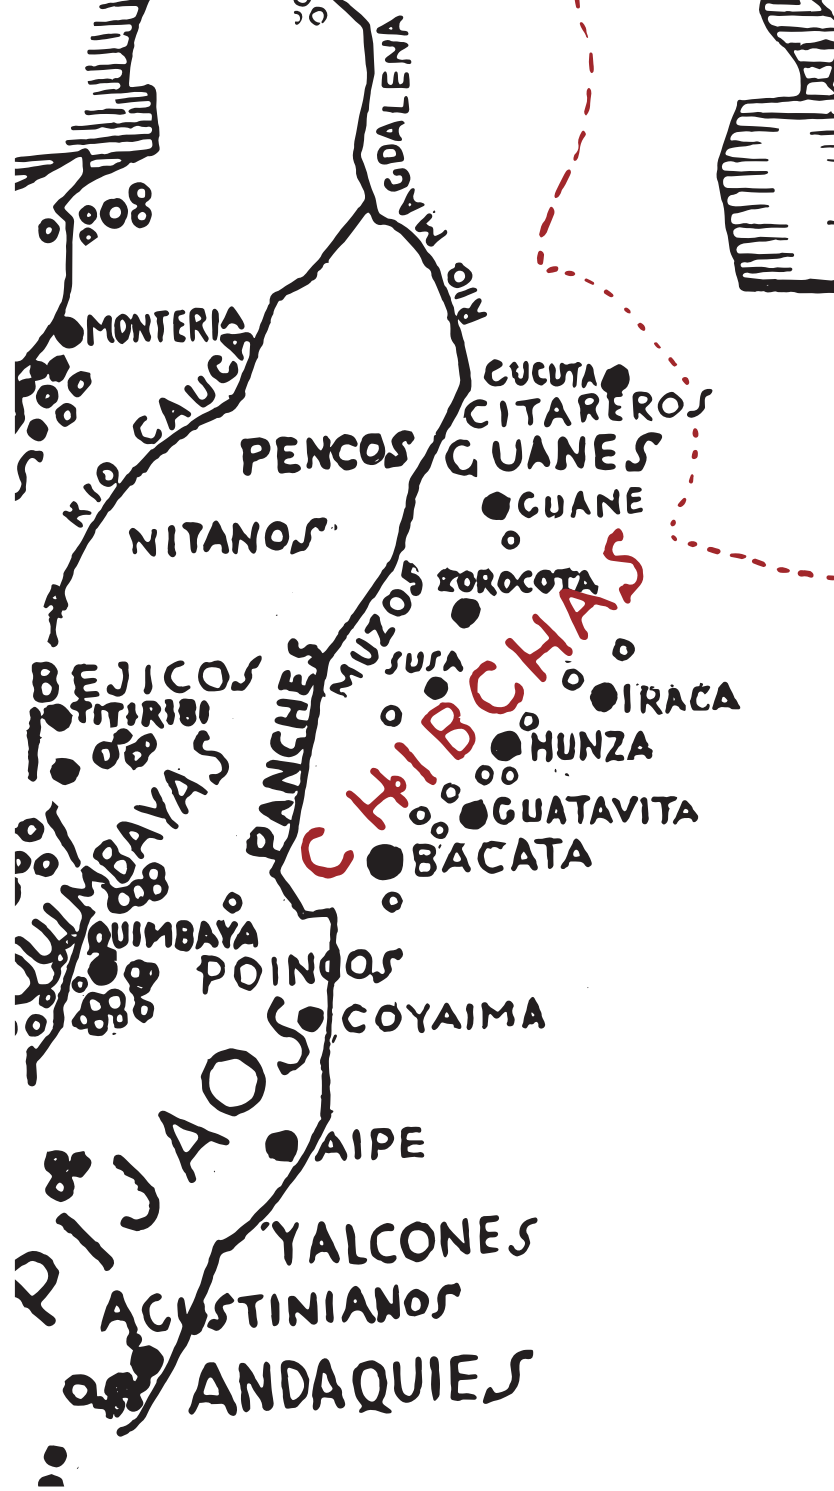 RIO MAGDALENA
MONTERIA
RIO CAUCA
CUCUTA
CITAREROS
PENCOS
GUANES
GUANE
NITANOS
ZOROCOTA
MUZOS
CHIBCHAS
SUSA
BEJICOS
PANCHES
IRACA
TITIRIBI
HUNZA
QUIMBAYAS
GUATAVITA
BACATA
QUIMBAYA
POINCOS
COYAIMA
PIJAOS
AIPE
YALCONES
AGUSTINIANOS
ANDAQUIES